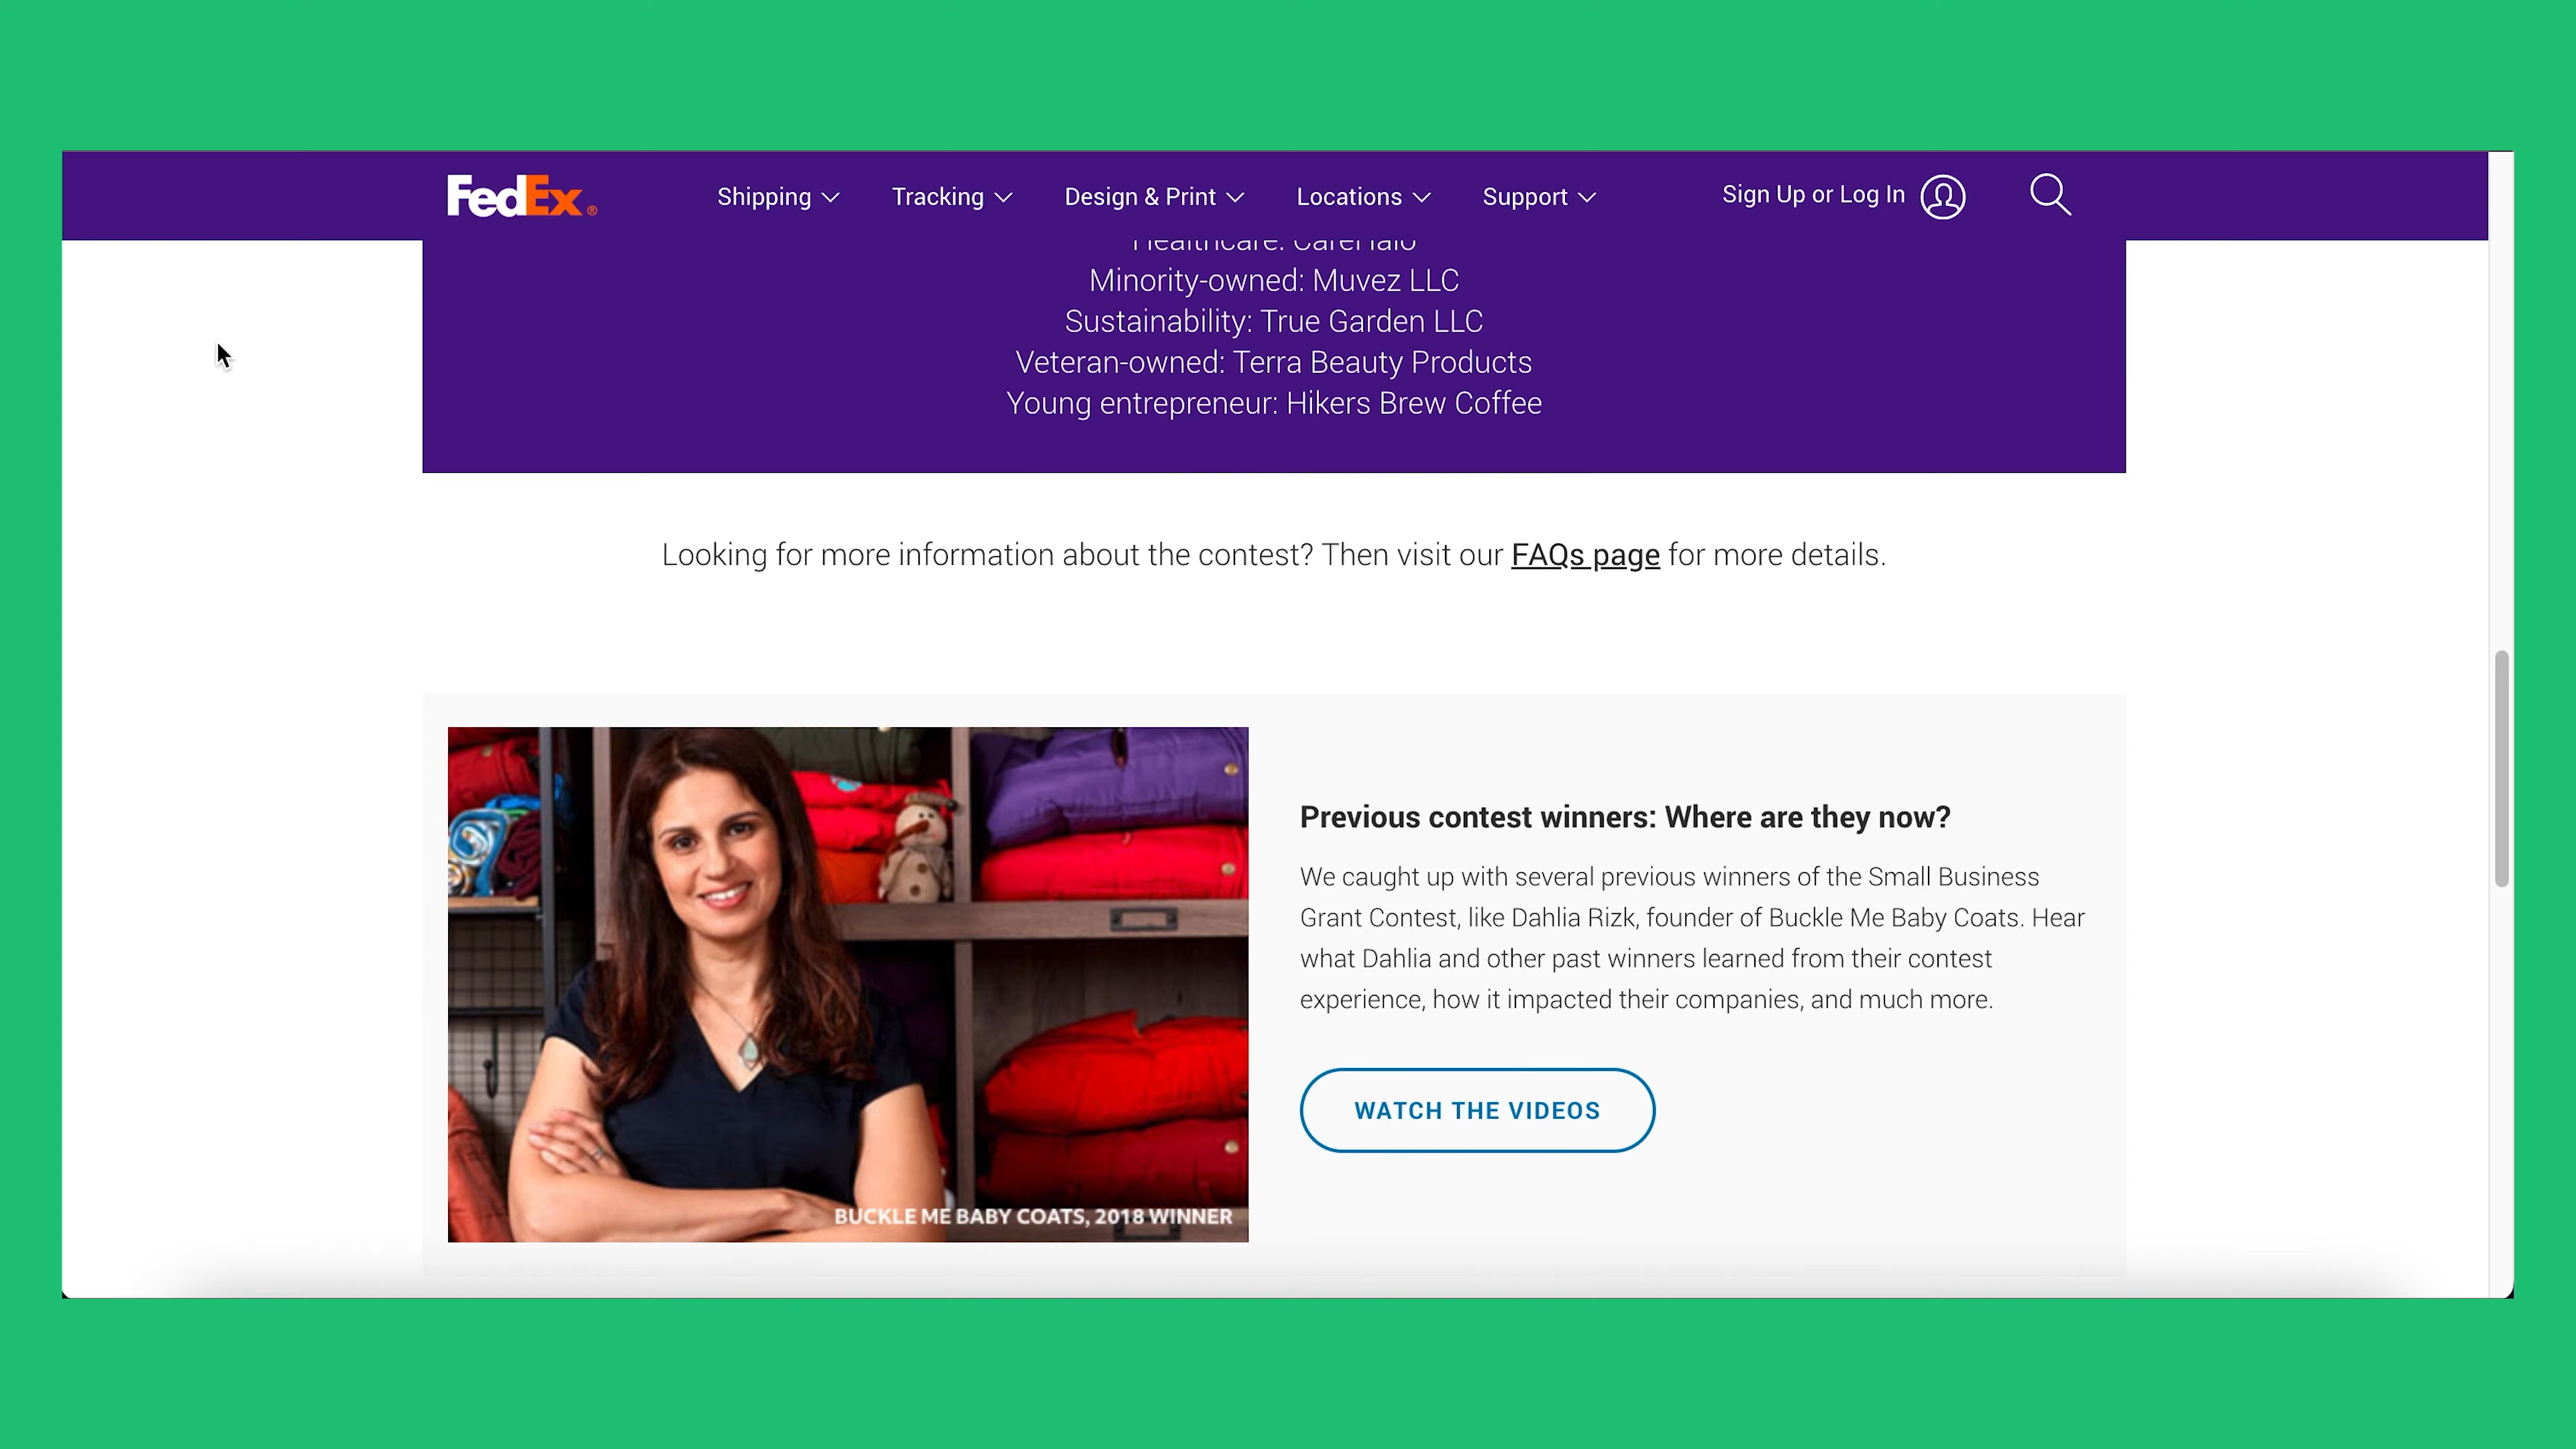 FedEx®
Shipping
Tracking
Design & Print
Locations
Support
Sign Up or Log In
Minority-owned: Muvez LLC
Sustainability: True Garden LLC
Veteran-owned: Terra Beauty Products
Young entrepreneur: Hikers Brew Coffee
Looking for more information about the contest? Then visit our FAQs page for more details.
BUCKLE ME BABY COATS, 2018 WINNER
Previous contest winners: Where are they now?
We caught up with several previous winners of the Small Business
Grant Contest, like Dahlia Rizk, founder of Buckle Me Baby Coats. Hear
what Dahlia and other past winners learned from their contest
experience, how it impacted their companies, and much more.
WATCH THE VIDEOS